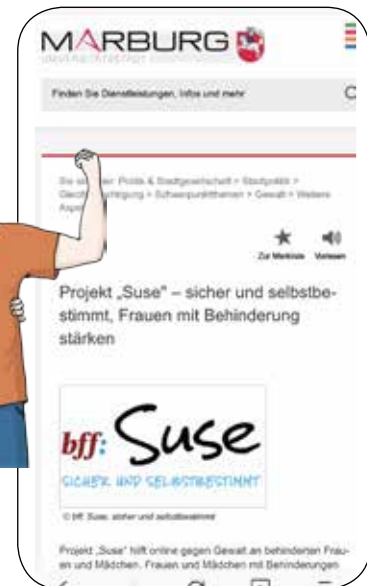 MARBURG
UNIVERSITÄTSSTADT
Finden Sie Dienstleistungen, Infos und mehr
Sie Politik & Stadtgesellschaft > Stadtpolitik >
> Schwerpunktthemen > Gewalt > Weitere
Zur Merkliste Vorlesen
Projekt „Suse" – sicher und selbstbe-
stimmt, Frauen mit Behinderung
stärken
bff: Suse
SICHER UND SELBSTBESTIMMT
© bff: Suse, sicher und selbstbestimmt
Projekt „Suse" hilft online gegen Gewalt an behinderten Frau-
en und Mädchen. Frauen und Mädchen mit Behinderungen